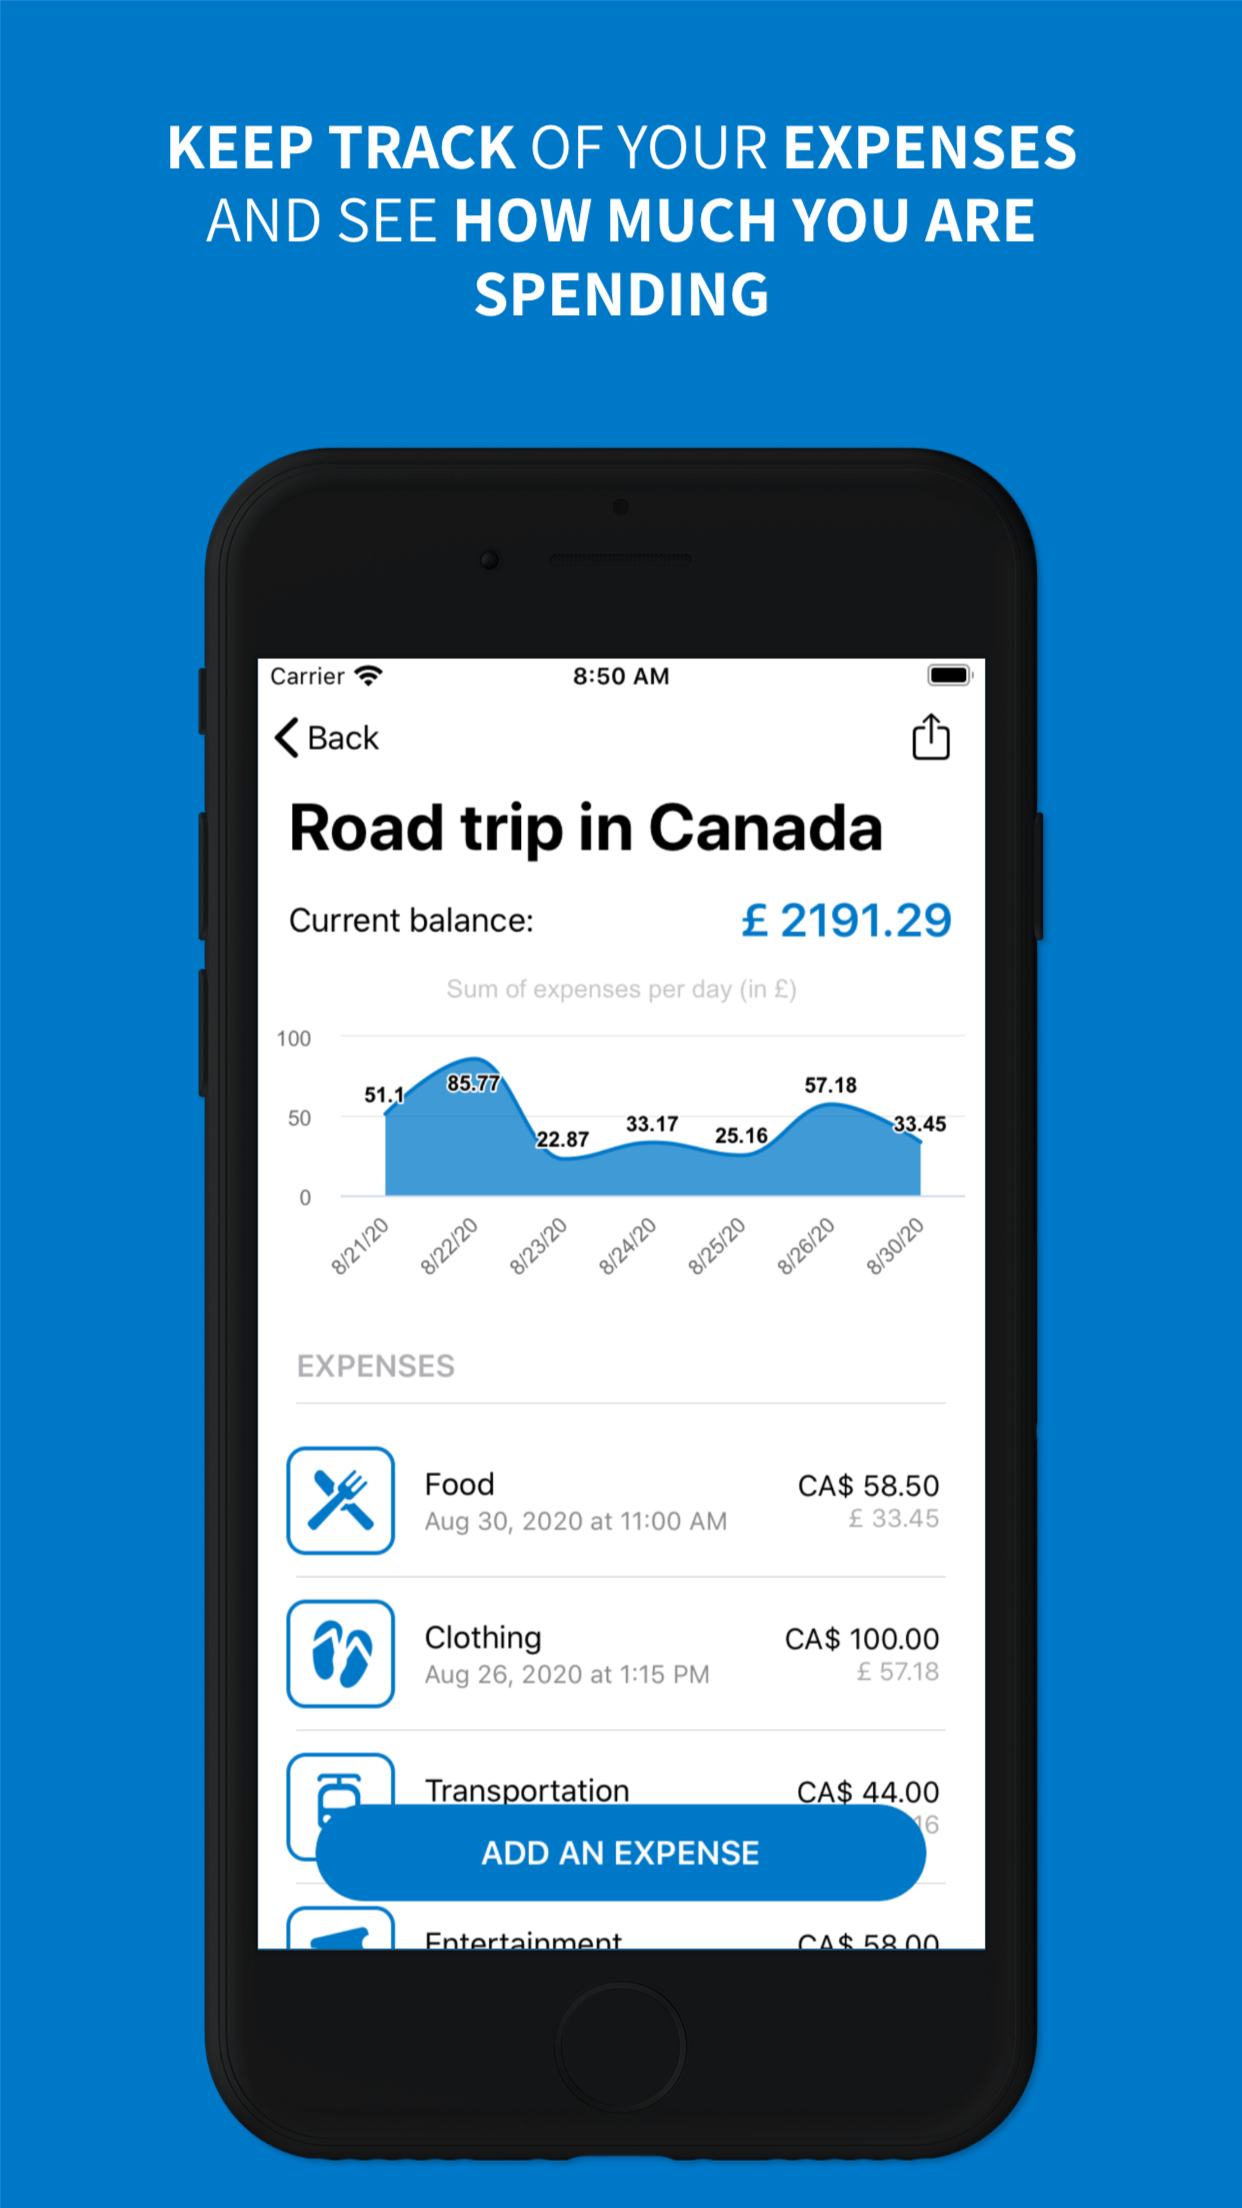 KEEP TRACK OF YOUR EXPENSES
AND SEE HOW MUCH YOU ARE
SPENDING
Carrier
8:50 AM
Back
Road trip in Canada
Current balance:
£ 2191.29
Sum of expenses per day (in £)
100
50
0
51.1
85.77
22.87
33.17
25.16
57.18
33.45
8/21/20
8/22/20
8/23/20
8/24/20
8/25/20
8/26/20
8/30/20
EXPENSES
Food
CA$ 58.50
Aug 30, 2020 at 11:00 AM
£ 33.45
Clothing
CA$ 100.00
Aug 26, 2020 at 1:15 PM
£ 57.18
Transportation
CA$ 44.00
16
ADD AN EXPENSE
Entertainment
CA$ 58.00